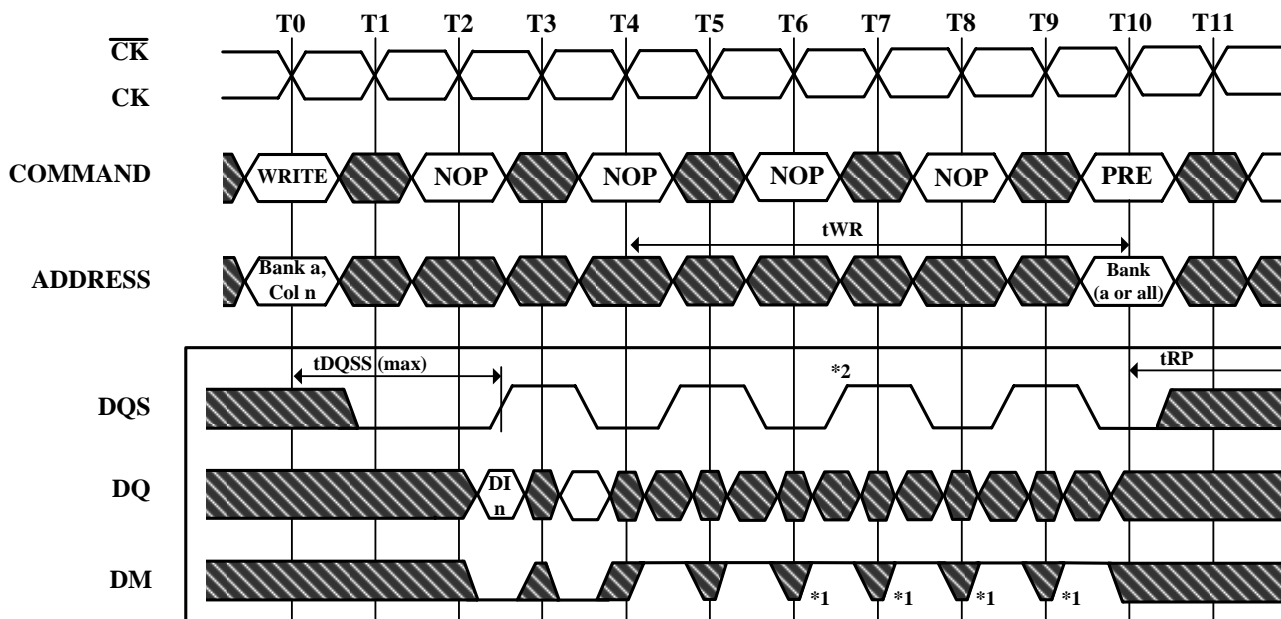 T0 T1 T2 T3 T4 T5 T6 T7 T8 T9 T10 T11
CK
CK
COMMAND WRITE NOP NOP NOP NOP PRE
tWR
ADDRESS Bank a, Col n Bank (a or all)
tDQSS (max) *2 tRP
DQS
DQ DI n
DM *1 *1 *1 *1